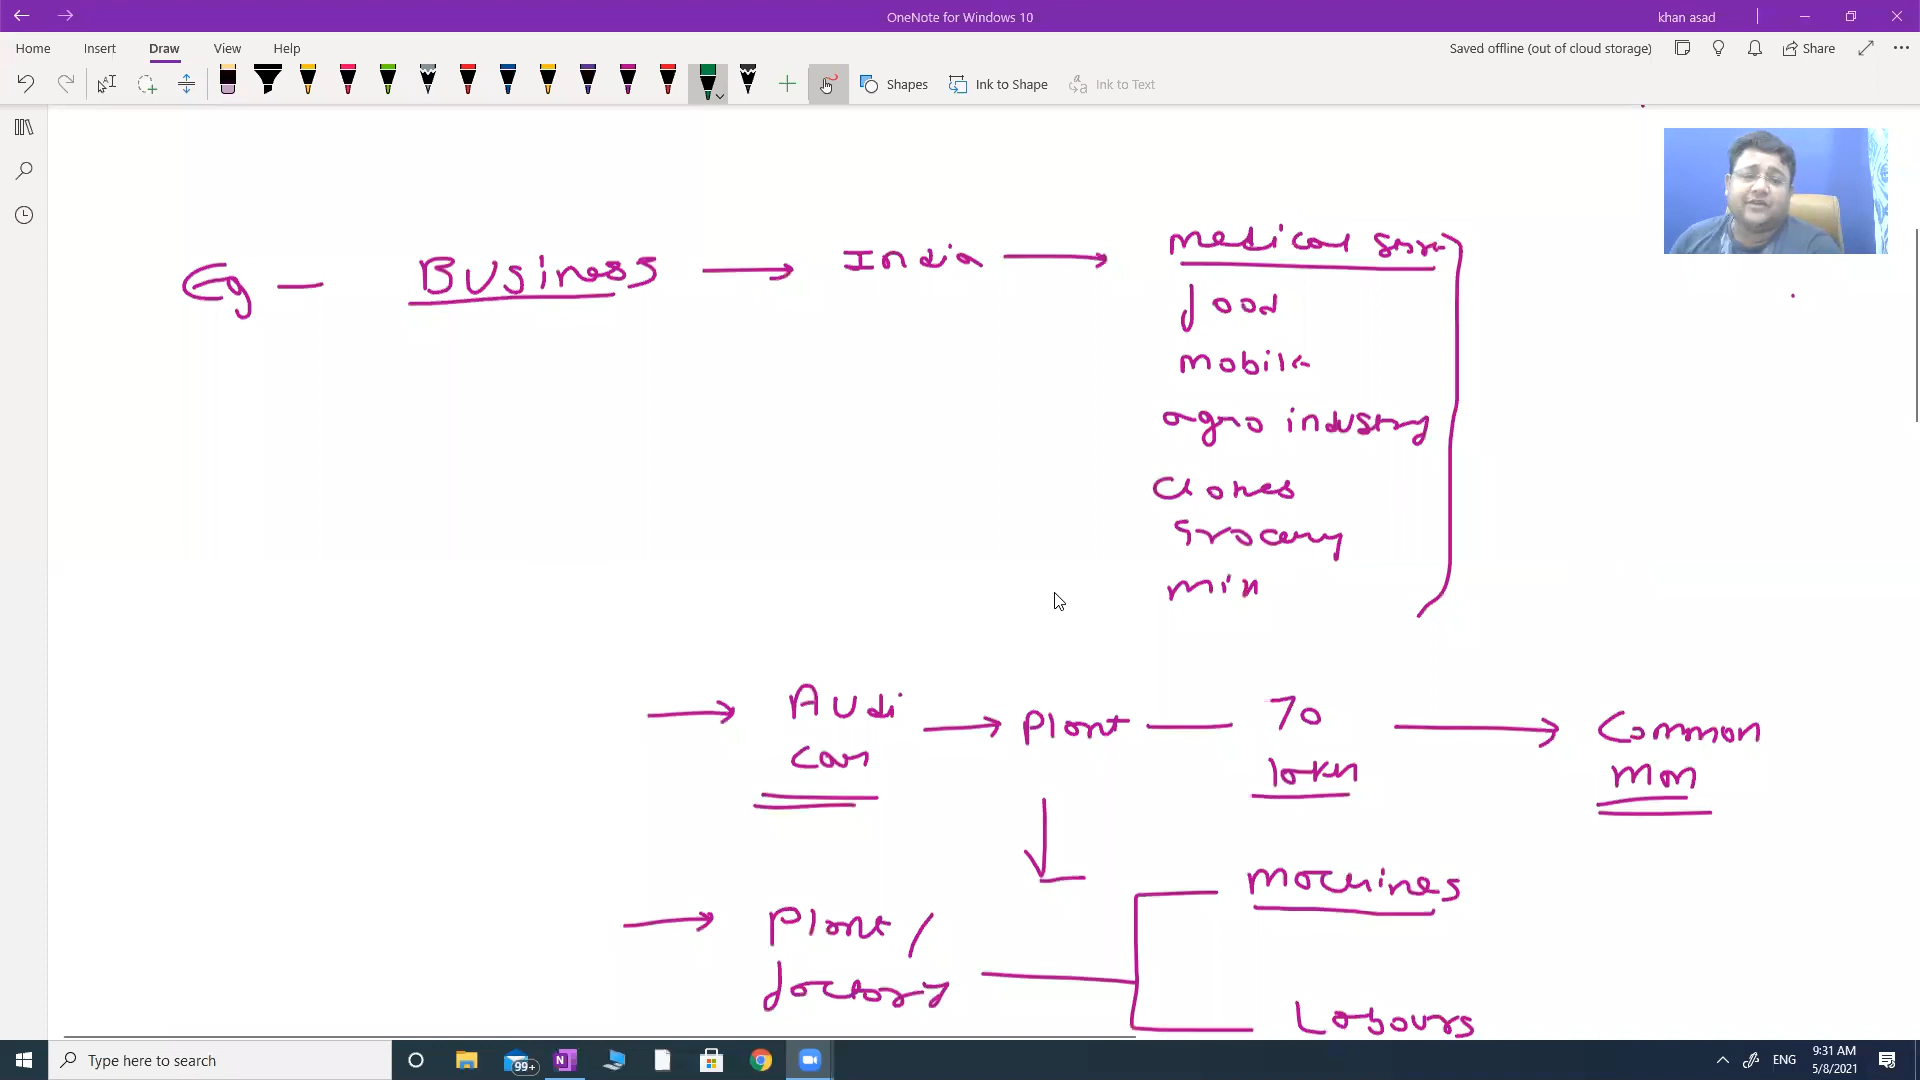 OneNote for Windows 10
khan asad
Home Insert Draw View Help
Saved offline (out of cloud storage)
Share
Shapes
Ink to Shape
Ink to Text
Eg — Business → India → medical
food
mobile
agro industry
Clothes
Grocery
mix
→ Audi → Plant — 70 → Common
Car lakh man
machines
→ Plant /
factory
Labours
Type here to search
99+
ENG
9:31 AM
5/8/2021